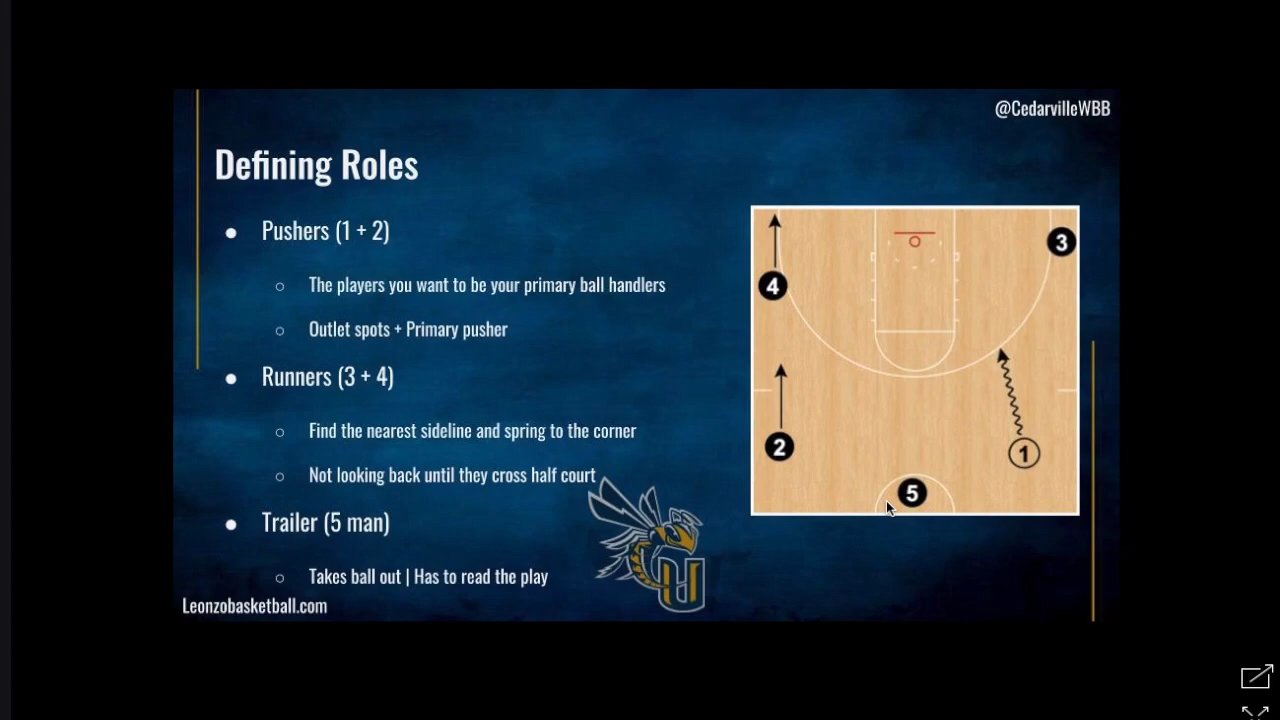 @CedarvilleWBB
Defining Roles
● Pushers (1 + 2)
○ The players you want to be your primary ball handlers
○ Outlet spots + Primary pusher
● Runners (3 + 4)
○ Find the nearest sideline and spring to the corner
○ Not looking back until they cross half court
● Trailer (5 man)
○ Takes ball out | Has to read the play
Leonzobasketball.com
3
4
2
1
5
U